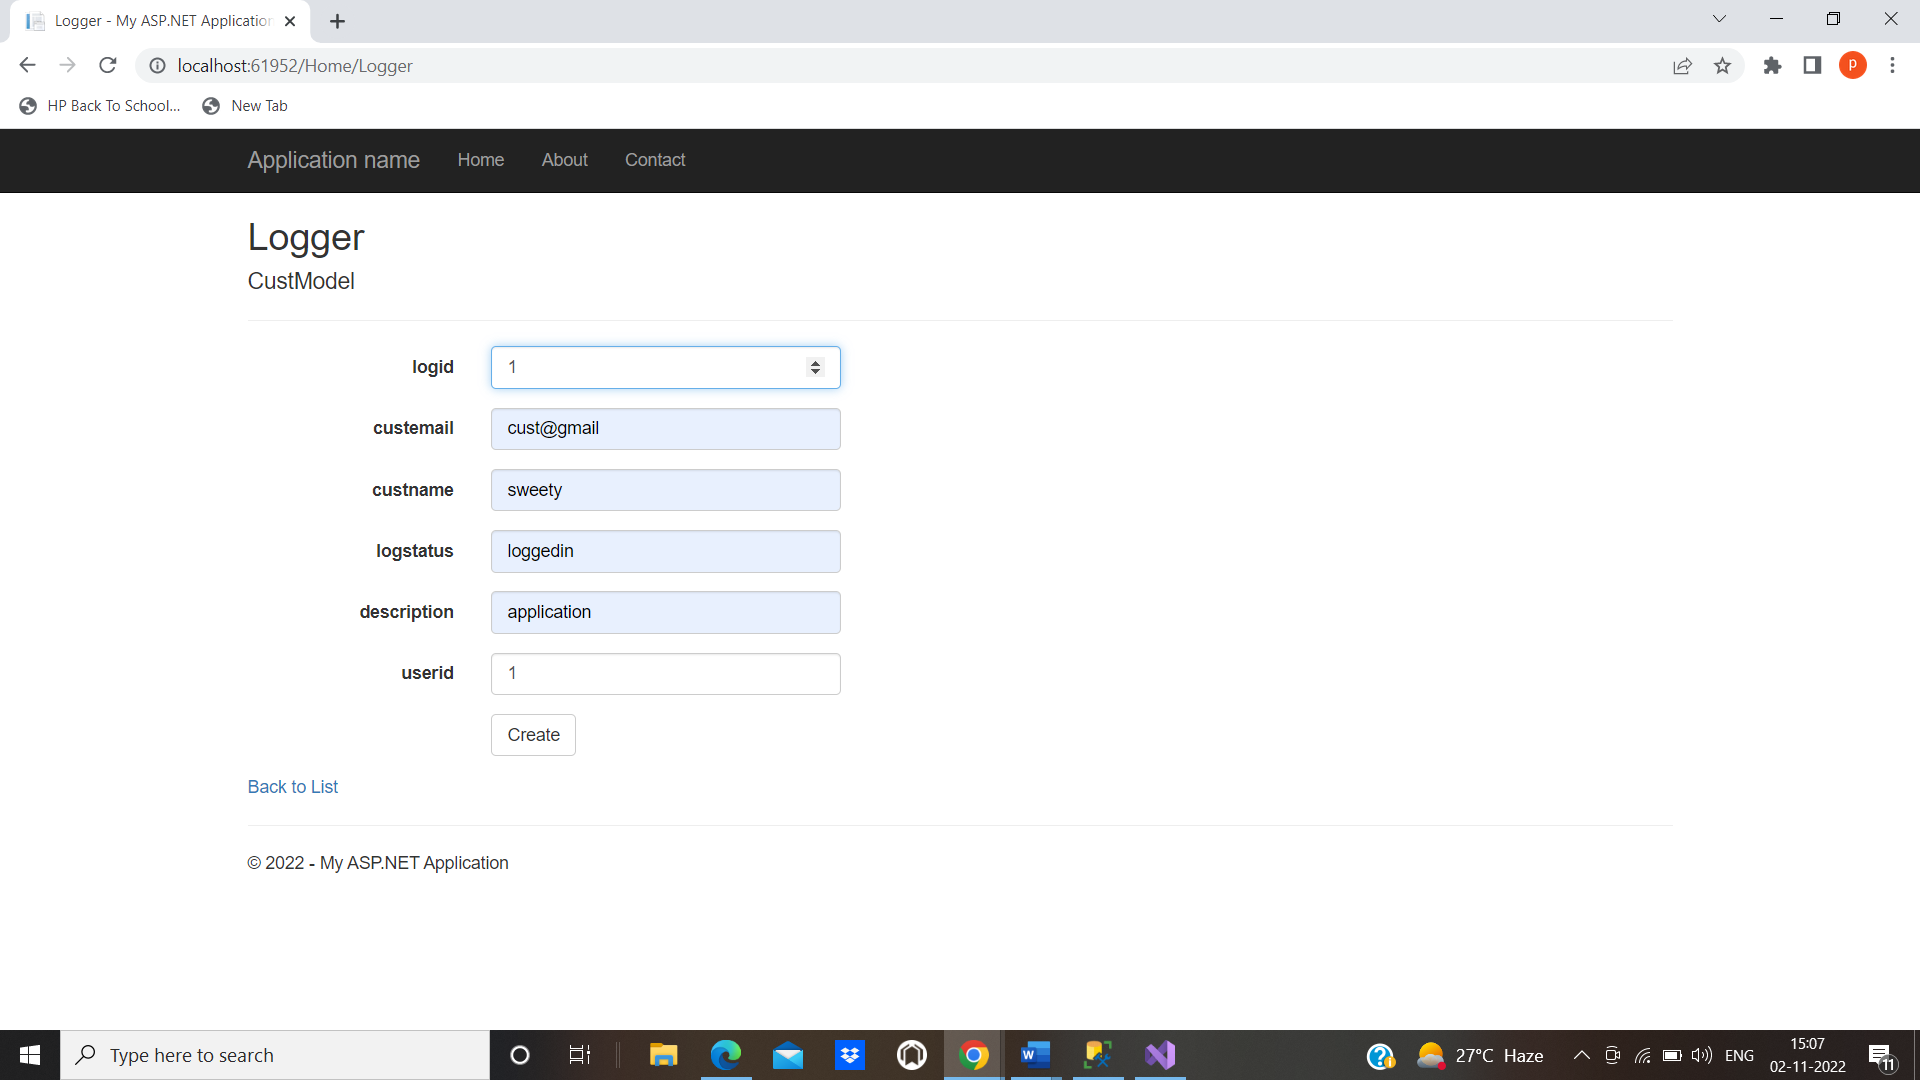 Logger - My ASP.NET Application
localhost:61952/Home/Logger
P
HP Back To School...
New Tab
Application name Home About Contact
Logger
CustModel
logid 1
custemail cust@gmail
custname sweety
logstatus loggedin
description application
userid 1
Create
Back to List
© 2022 - My ASP.NET Application
Type here to search
27°C Haze
ENG
15:07
02-11-2022
11